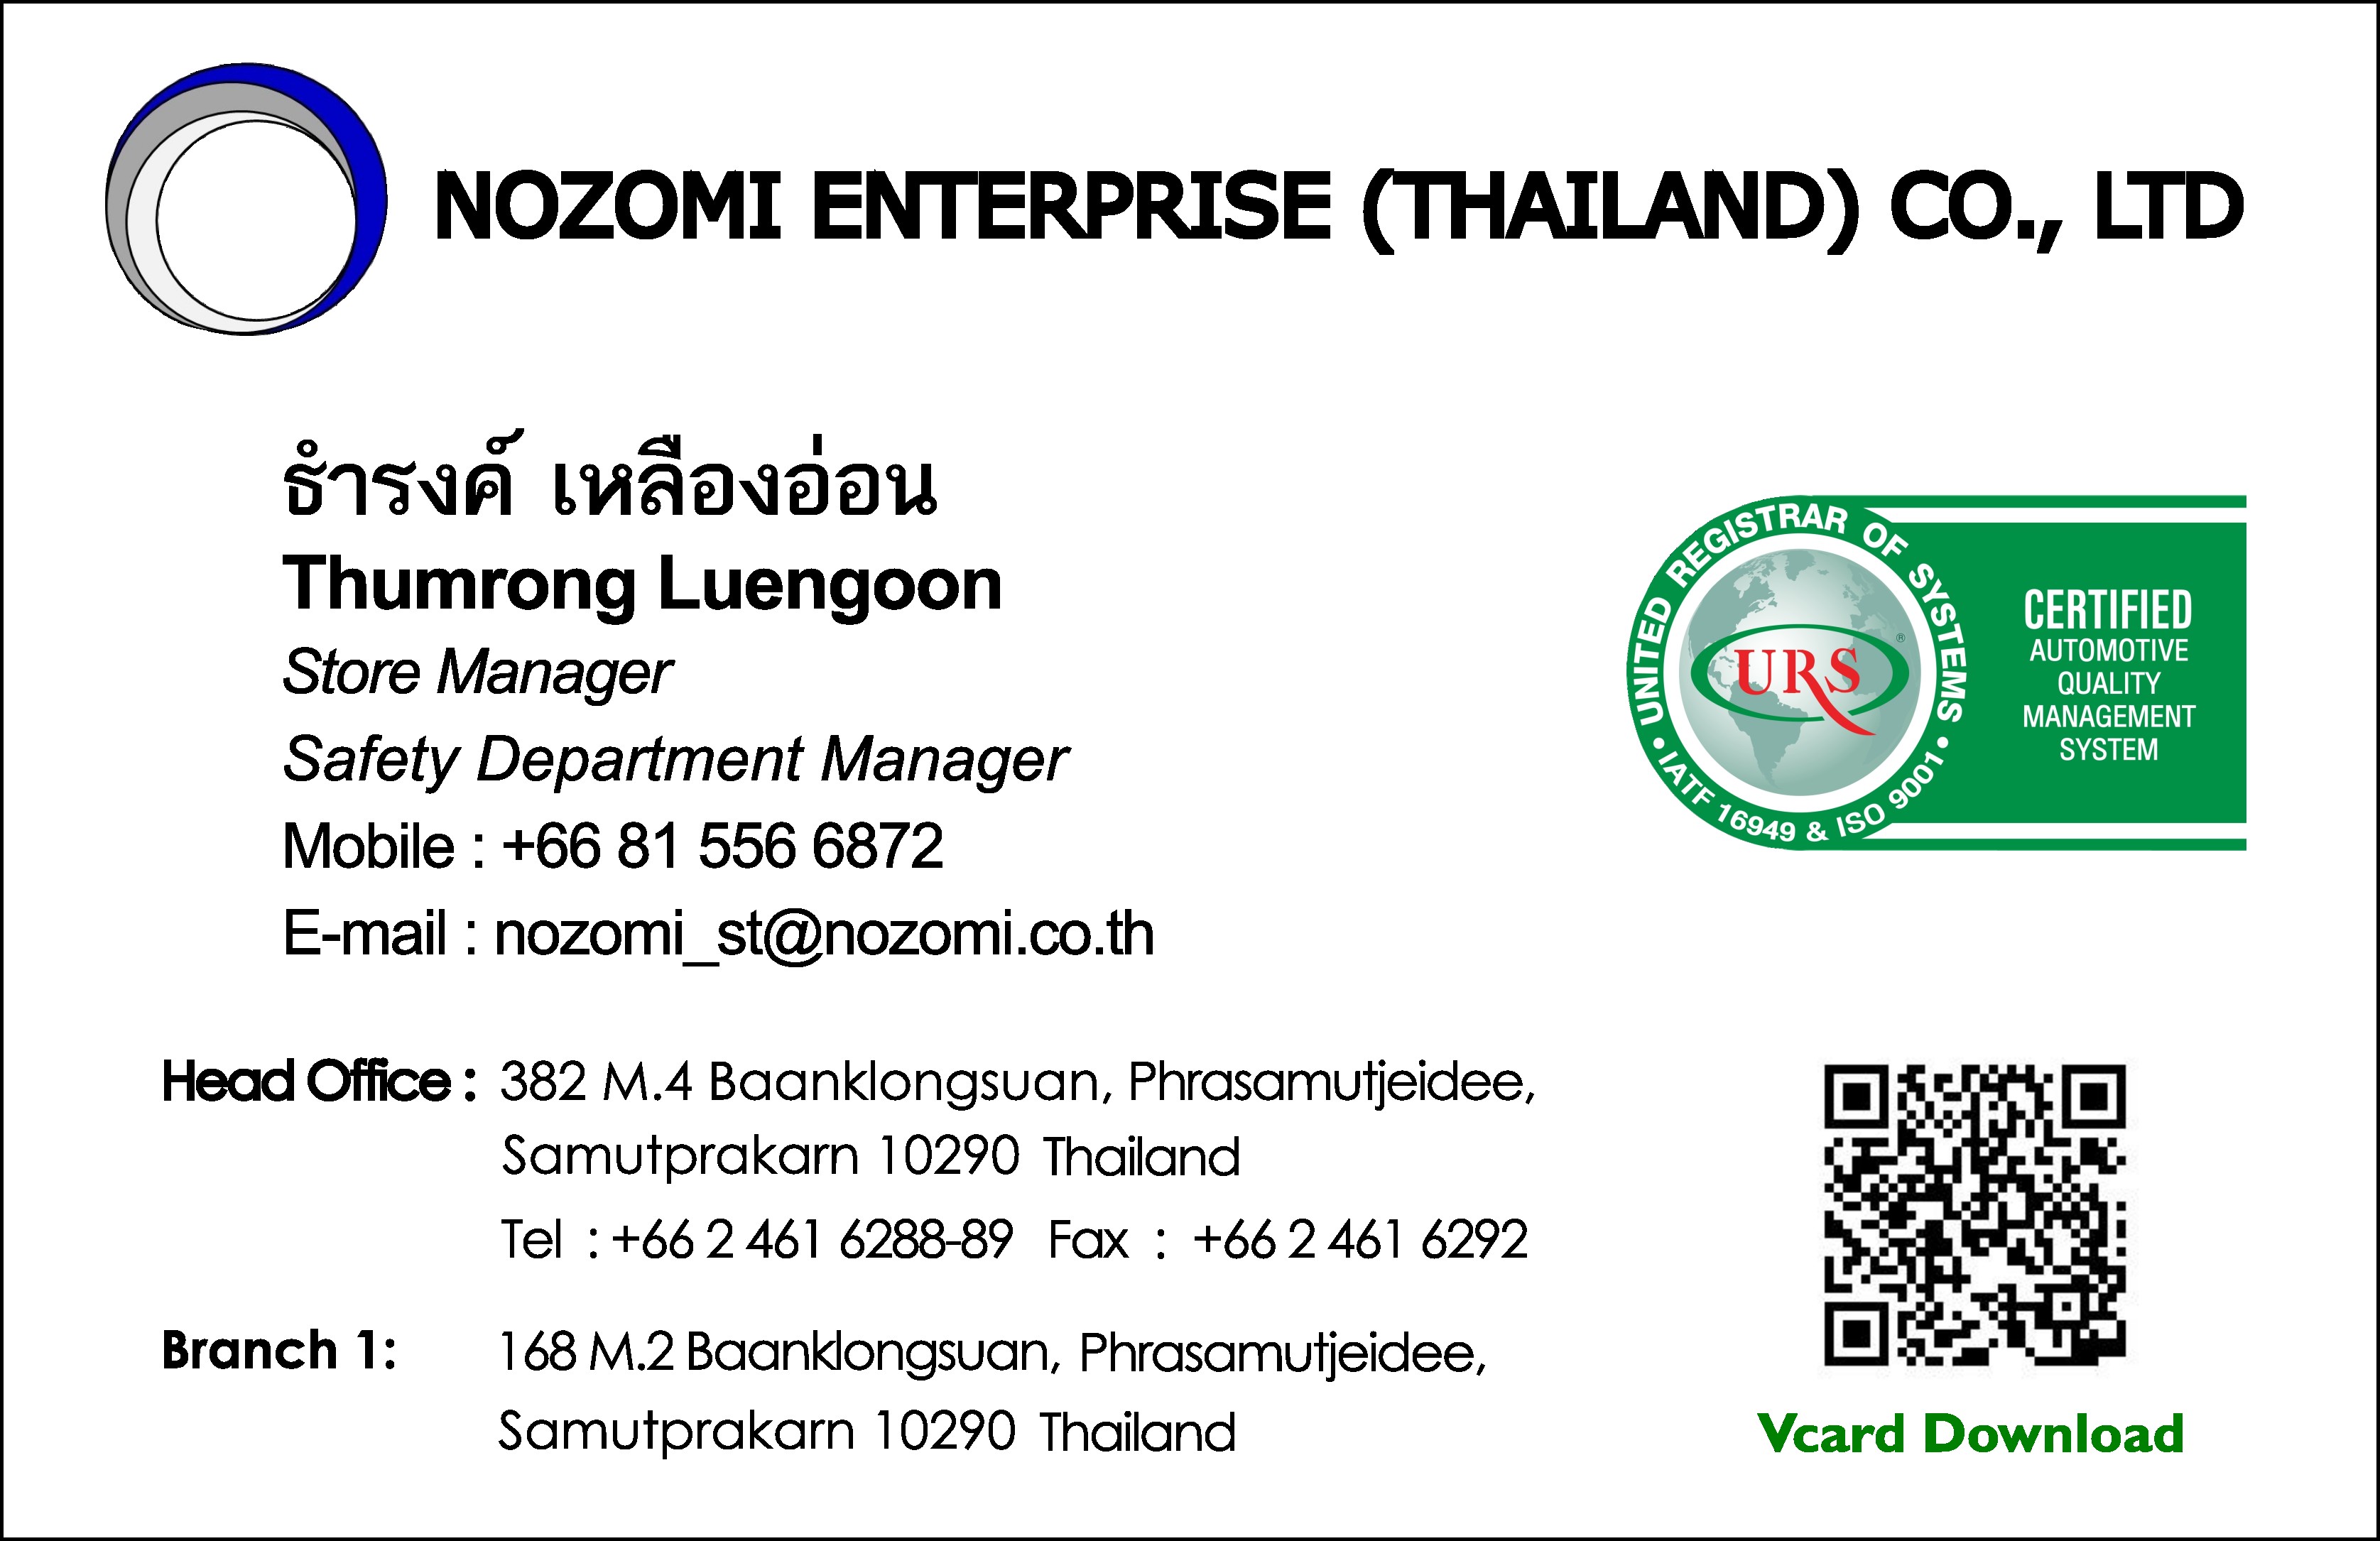 NOZOMI ENTERPRISE (THAILAND) CO., LTD
ธำรงค์ เหลืองอ่อน
Thumrong Luengoon
Store Manager
Safety Department Manager
Mobile : +66 81 556 6872
E-mail : nozomi_st@nozomi.co.th
UNITED REGISTRAR OF SYSTEMS
• IATF 16949 & ISO 9001 •
URS ®
CERTIFIED
AUTOMOTIVE
QUALITY
MANAGEMENT
SYSTEM
Head Office : 382 M.4 Baanklongsuan, Phrasamutjeidee,
Samutprakarn 10290 Thailand
Tel : +66 2 461 6288-89 Fax : +66 2 461 6292
Branch 1: 168 M.2 Baanklongsuan, Phrasamutjeidee,
Samutprakarn 10290 Thailand
Vcard Download